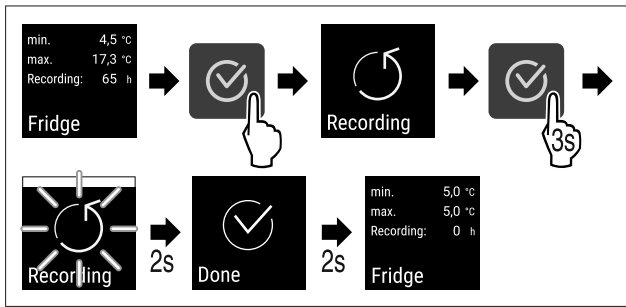 min. 4,5 °C
max. 17,3 °C
Recording: 65 h
Fridge
Recording
3s
Recording
2s
Done
2s
min. 5,0 °C
max. 5,0 °C
Recording: 0 h
Fridge